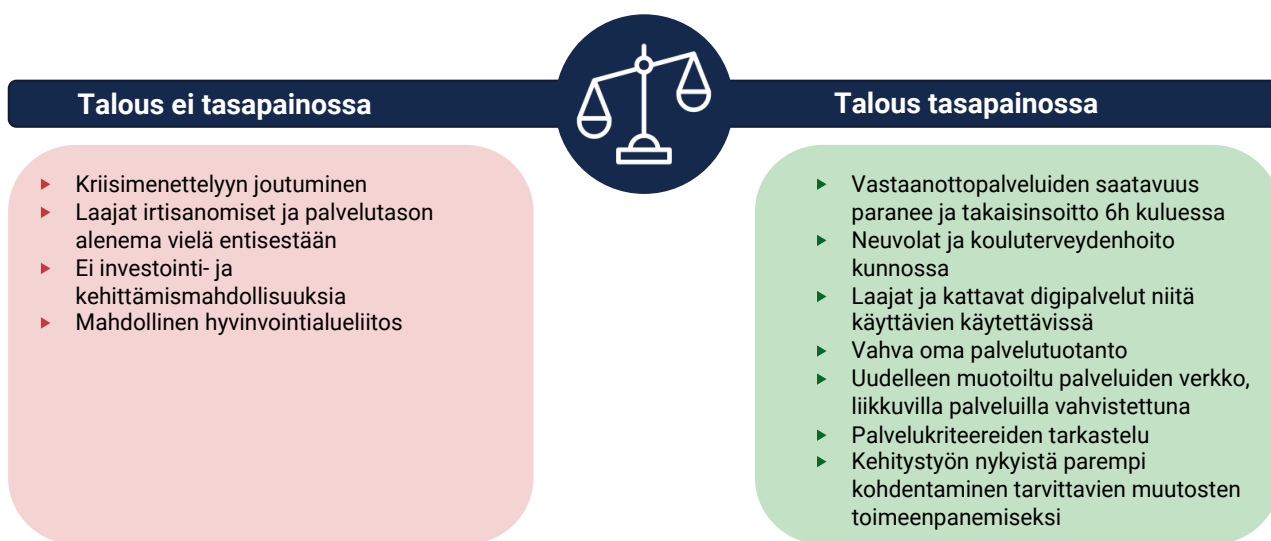 Talous ei tasapainossa
Kriisimenettelyyn joutuminen
Laajat irtisanomiset ja palvelutason
alenema vielä entisestään
Ei investointi- ja
kehittämismahdollisuuksia
Mahdollinen hyvinvointialueliitos
Talous tasapainossa
Vastaanottopalveluiden saatavuus
paranee ja takaisinsoitto 6h kuluessa
Neuvolat ja kouluterveydenhoito
kunnossa
Laajat ja kattavat digipalvelut niitä
käyttävien käytettävissä
Vahva oma palvelutuotanto
Uudelleen muotoiltu palveluiden verkko,
liikkuvilla palveluilla vahvistettuna
Palvelukriteereiden tarkastelu
Kehitystyön nykyistä parempi
kohdentaminen tarvittavien muutosten
toimeenpanemiseksi